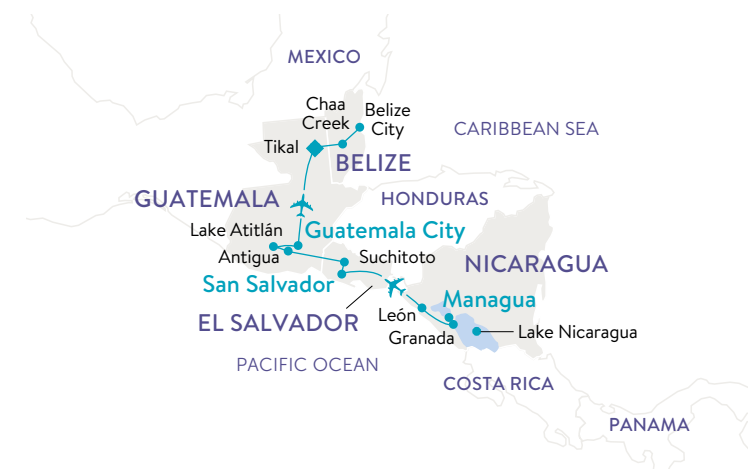 MEXICO
Chaa
Creek
Belize
City
CARIBBEAN SEA
Tikal
BELIZE
GUATEMALA
HONDURAS
Lake Atitlán
Guatemala City
Antigua
Suchitoto
NICARAGUA
San Salvador
Managua
EL SALVADOR
León
Granada
Lake Nicaragua
PACIFIC OCEAN
COSTA RICA
PANAMA